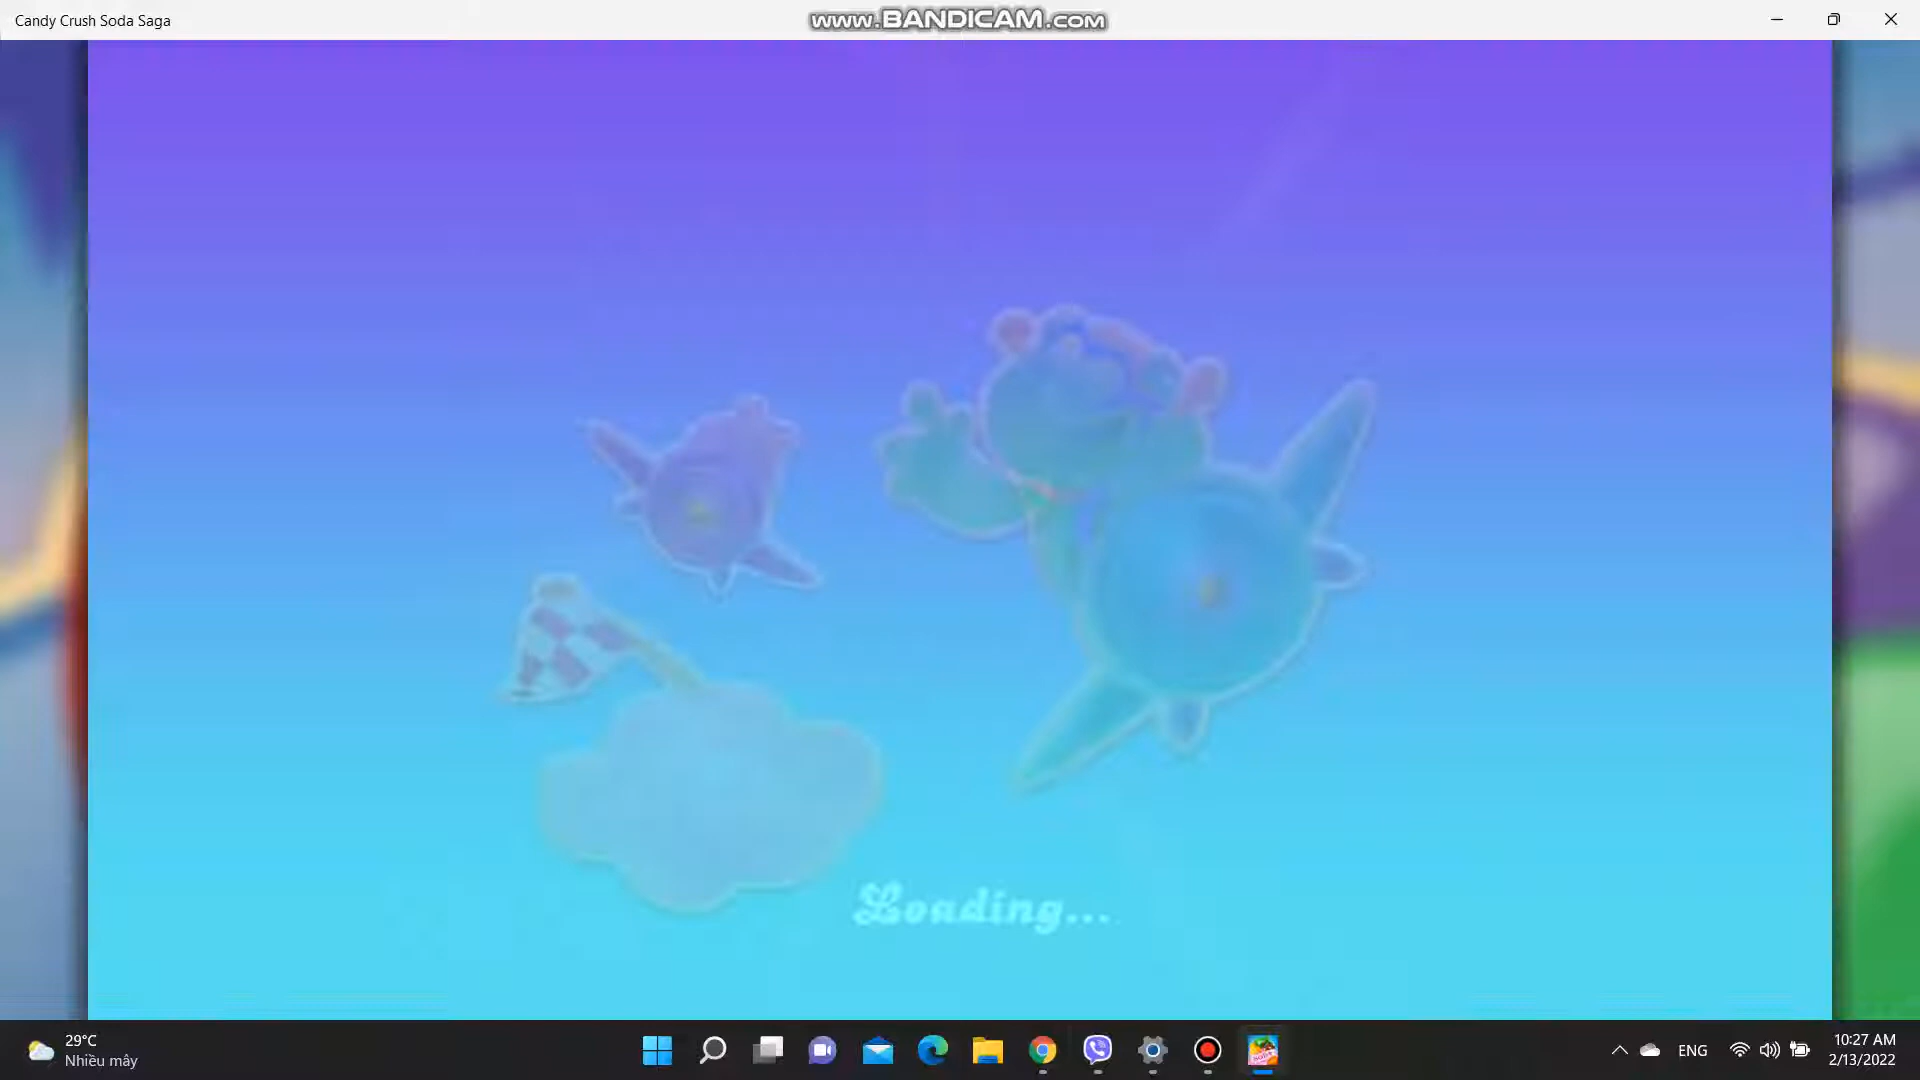 Candy Crush Soda Saga
www.BANDICAM.com
Loading...
29°C
Nhiều mây
ENG
10:27 AM
2/13/2022